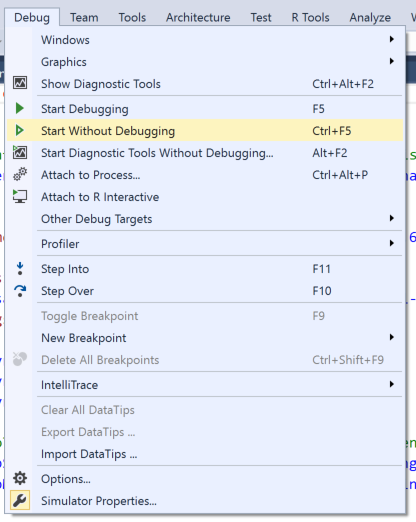 Debug Team Tools Architecture Test R Tools Analyze
Windows
Graphics
Show Diagnostic Tools Ctrl+Alt+F2
Start Debugging F5
Start Without Debugging Ctrl+F5
Start Diagnostic Tools Without Debugging... Alt+F2
Attach to Process... Ctrl+Alt+P
Attach to R Interactive
Other Debug Targets
Profiler
Step Into F11
Step Over F10
Toggle Breakpoint F9
New Breakpoint
Delete All Breakpoints Ctrl+Shift+F9
IntelliTrace
Clear All DataTips
Export DataTips ...
Import DataTips ...
Options...
Simulator Properties...